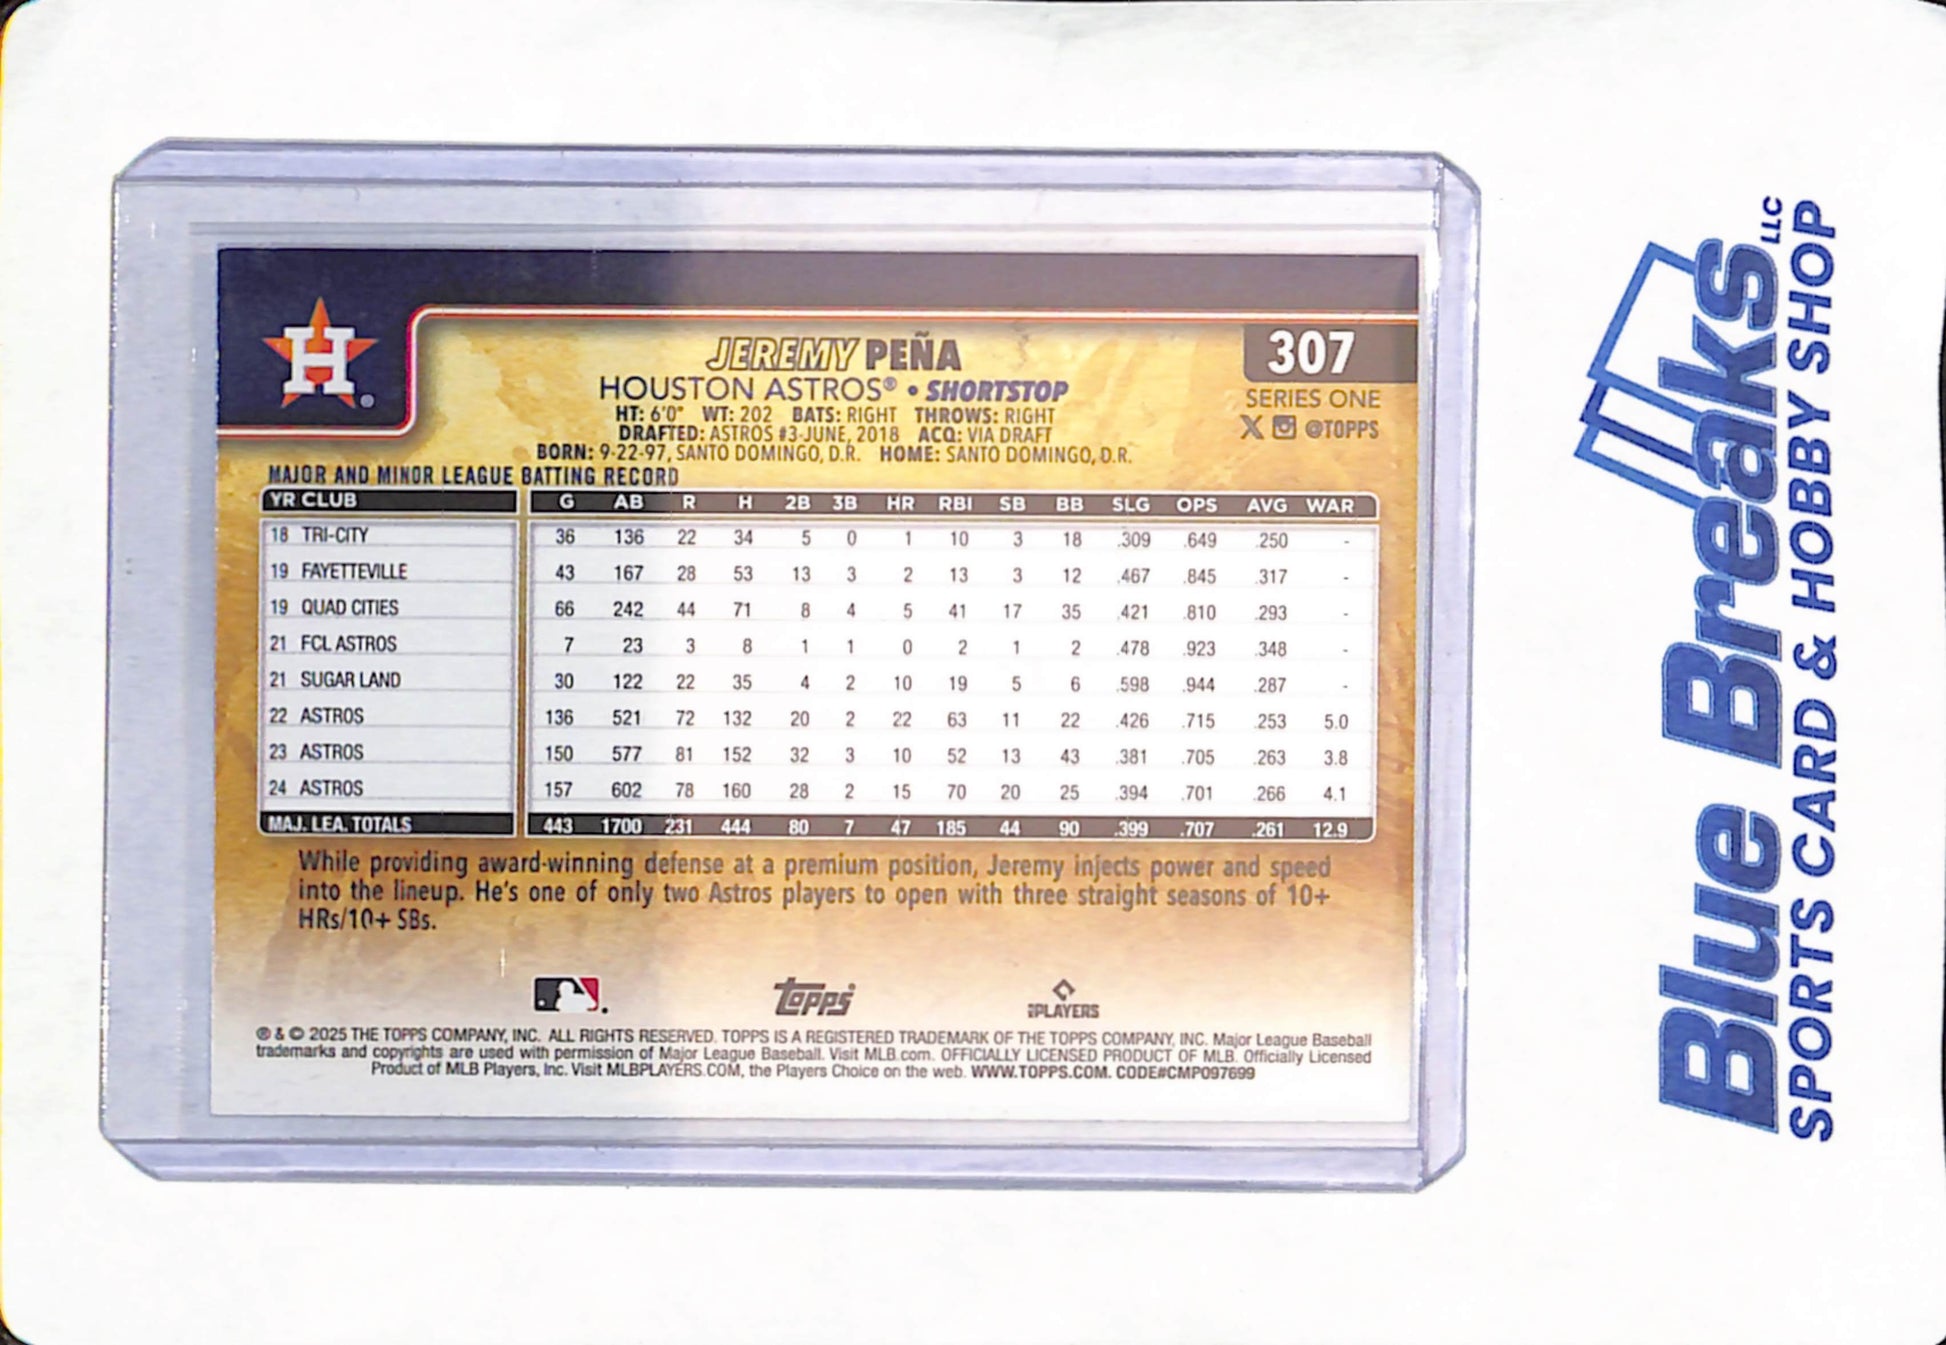 H
JEREMY PEÑA
HOUSTON ASTROS® • SHORTSTOP
HT: 6'0" WT: 202 BATS: RIGHT THROWS: RIGHT
DRAFTED: ASTROS #3-JUNE, 2018 ACQ: VIA DRAFT
BORN: 9-22-97, SANTO DOMINGO, D.R. HOME: SANTO DOMINGO, D.R.
307
SERIES ONE
X @TOPPS
MAJOR AND MINOR LEAGUE BATTING RECORD
YR CLUB G AB R H 2B 3B HR RBI SB BB SLG OPS AVG WAR
18 TRI-CITY 36 136 22 34 5 0 1 10 3 18 .309 .649 .250 -
19 FAYETTEVILLE 43 167 28 53 13 3 2 13 3 12 .467 .845 .317 -
19 QUAD CITIES 66 242 44 71 8 4 5 41 17 35 .421 .810 .293 -
21 FCL ASTROS 7 23 3 8 1 1 0 2 1 2 .478 .923 .348 -
21 SUGAR LAND 30 122 22 35 4 2 10 19 5 6 .598 .944 .287 -
22 ASTROS 136 521 72 132 20 2 22 63 11 22 .426 .715 .253 5.0
23 ASTROS 150 577 81 152 32 3 10 52 13 43 .381 .705 .263 3.8
24 ASTROS 157 602 78 160 28 2 15 70 20 25 .394 .701 .266 4.1
MAJ. LEA. TOTALS 443 1700 231 444 80 7 47 185 44 90 .399 .707 .261 12.9
While providing award-winning defense at a premium position, Jeremy injects power and speed
into the lineup. He's one of only two Astros players to open with three straight seasons of 10+
HRs/10+ SBs.
Topps
PLAYERS
® & © 2025 THE TOPPS COMPANY, INC. ALL RIGHTS RESERVED. TOPPS IS A REGISTERED TRADEMARK OF THE TOPPS COMPANY, INC. Major League Baseball
trademarks and copyrights are used with permission of Major League Baseball. Visit MLB.com. OFFICIALLY LICENSED PRODUCT OF MLB. Officially Licensed
Product of MLB Players, Inc. Visit MLBPLAYERS.COM, the Players Choice on the web. WWW.TOPPS.COM. CODE#CMP097699
Blue Breaks LLC
SPORTS CARD & HOBBY SHOP